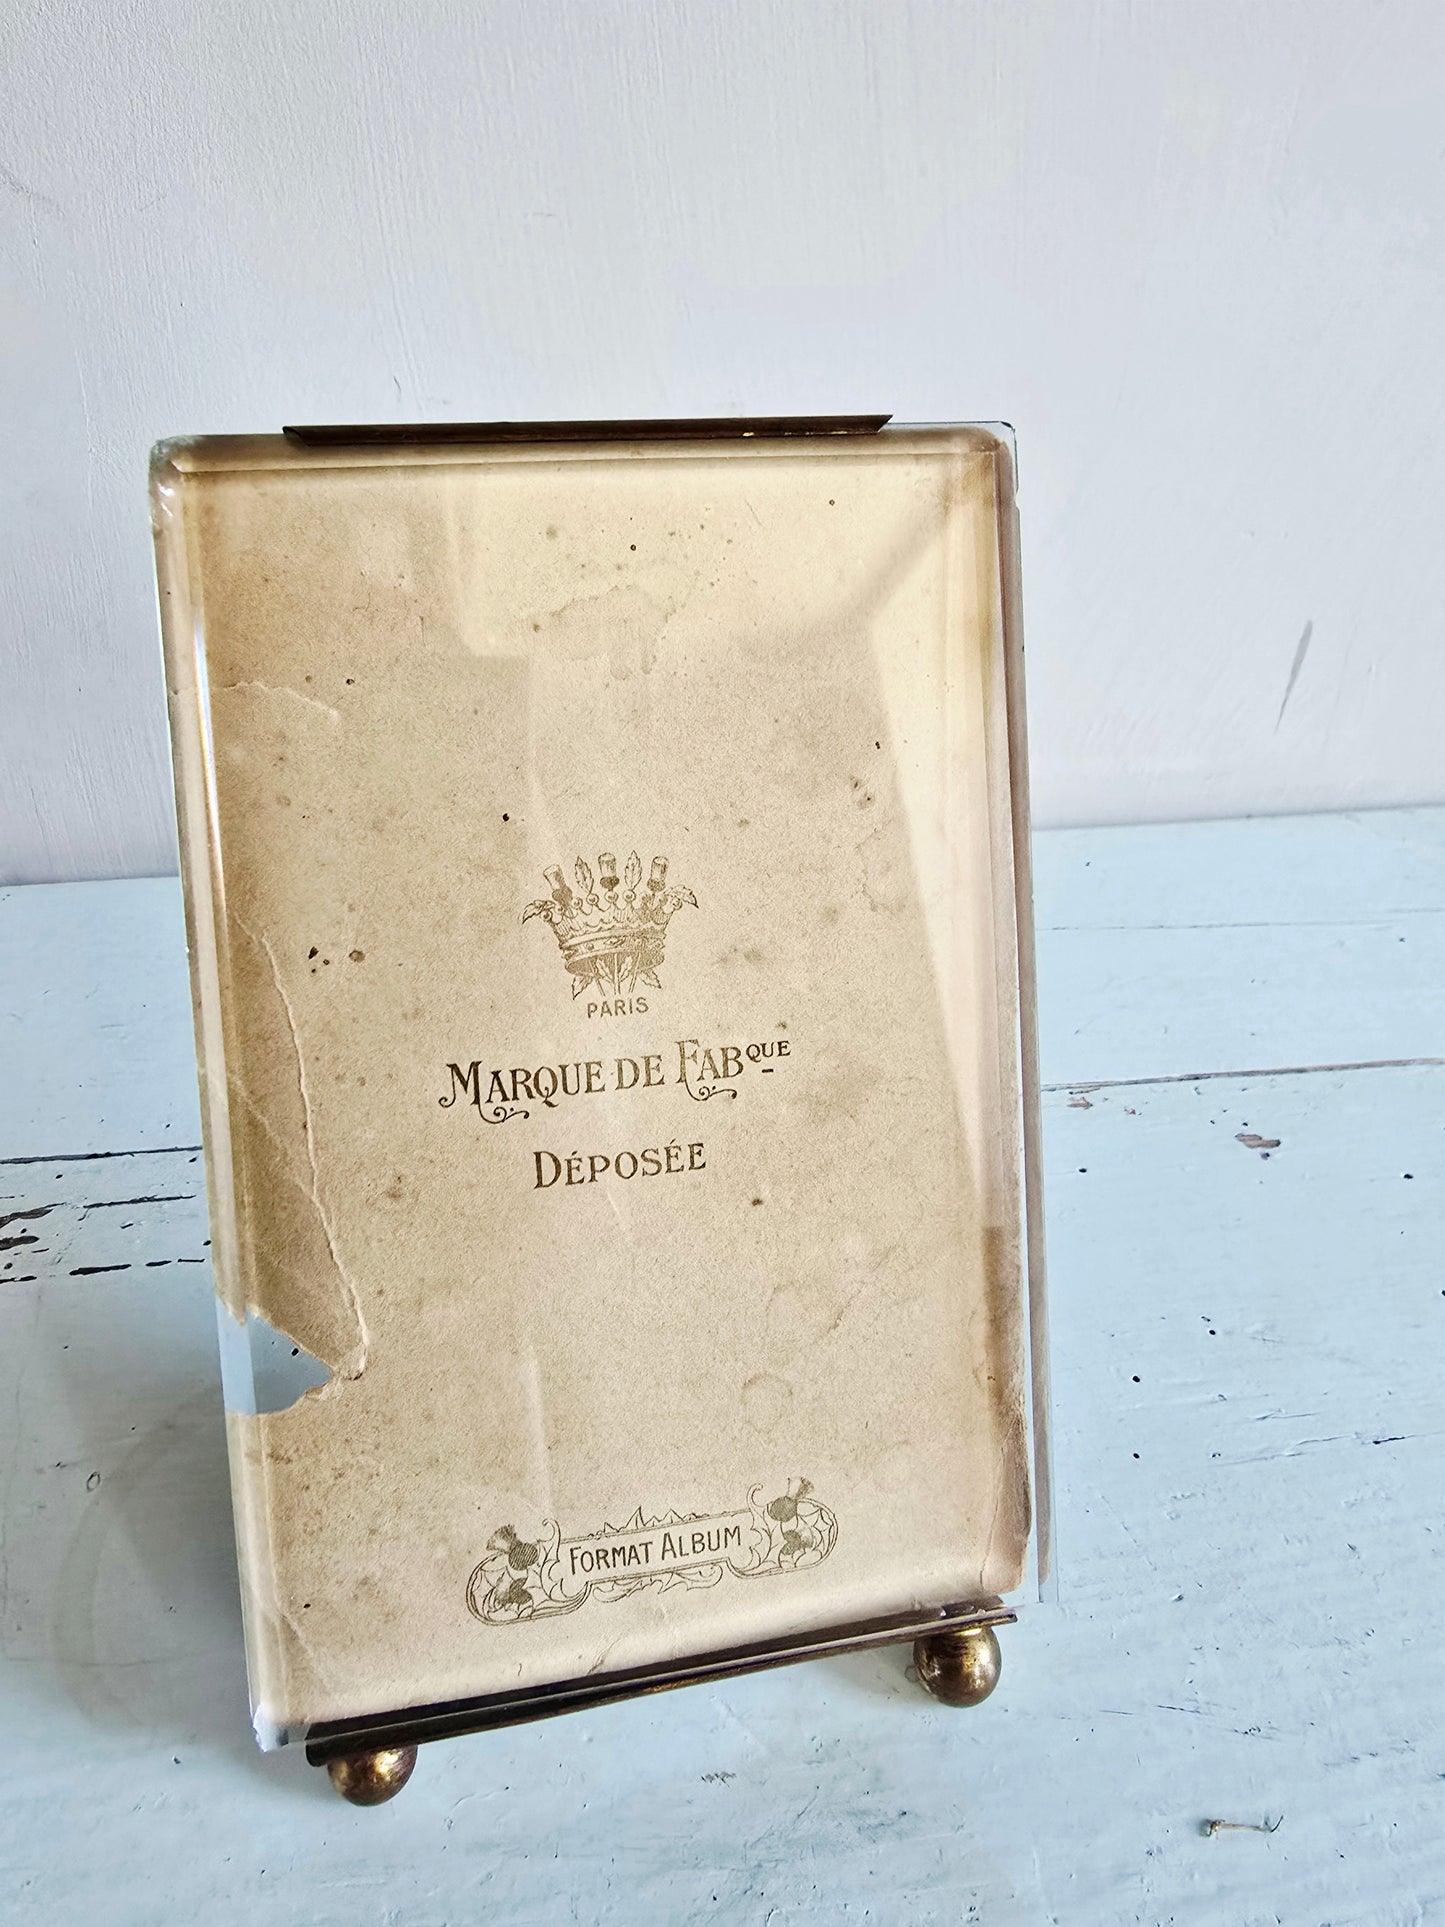 PARIS
MARQUE DE FABQUE
DÉPOSÉE
FORMAT ALBUM